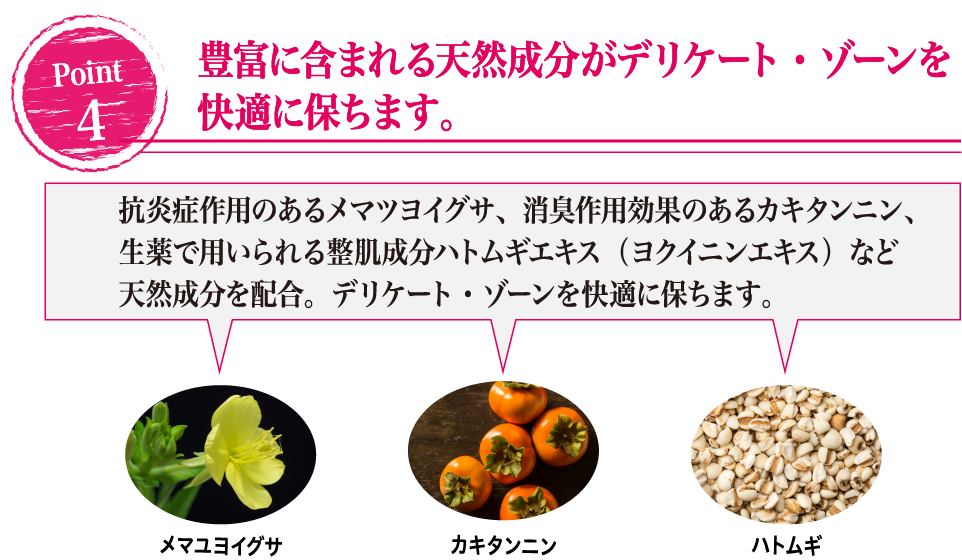 Point
4
豊富に含まれる天然成分がデリケート・ゾーンを
快適に保ちます。
抗炎症作用のあるメマツヨイグサ、消臭作用効果のあるカキタンニン、
生薬で用いられる整肌成分ハトムギエキス（ヨクイニンエキス）など
天然成分を配合。デリケート・ゾーンを快適に保ちます。
メマユヨイグサ
カキタンニン
ハトムギ